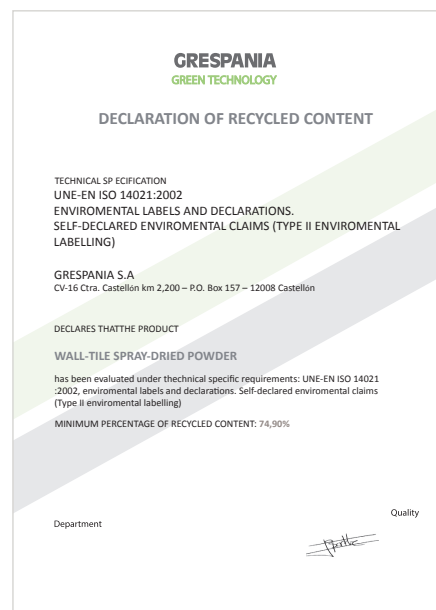 GRESPANIA
GREEN TECHNOLOGY
DECLARATION OF RECYCLED CONTENT
TECHNICAL SP ECIFICATION
UNE-EN ISO 14021:2002
ENVIROMENTAL LABELS AND DECLARATIONS.
SELF-DECLARED ENVIROMENTAL CLAIMS (TYPE II ENVIROMENTAL
LABELLING)
GRESPANIA S.A
CV-16 Ctra. Castellón km 2,200 – P.O. Box 157 – 12008 Castellón
DECLARES THATTHE PRODUCT
WALL-TILE SPRAY-DRIED POWDER
has been evaluated under thechnical specific requirements: UNE-EN ISO 14021
:2002, enviromental labels and declarations. Self-declared enviromental claims
(Type II enviromental labelling)
MINIMUM PERCENTAGE OF RECYCLED CONTENT: 74,90%
Quality
Department